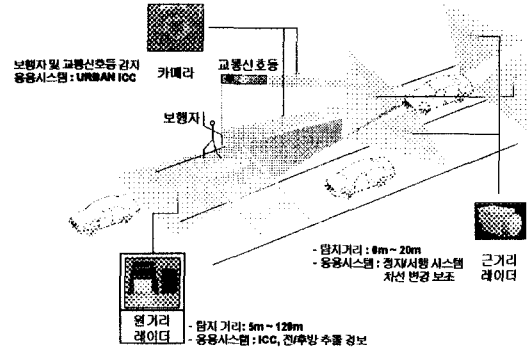 보행자 및 교통신호등 감지
응용시스템 : URBAN ICC
카메라
교통신호등
보행자
- 탐지거리 : 0m ~ 20m
- 응용시스템 : 정지/서행 시스템
차선 변경 보조
근거리
레이더
원거리
레이더
- 탐지 거리 : 5m ~ 120m
- 응용시스템 : ICC, 전/후방 추돌 경보